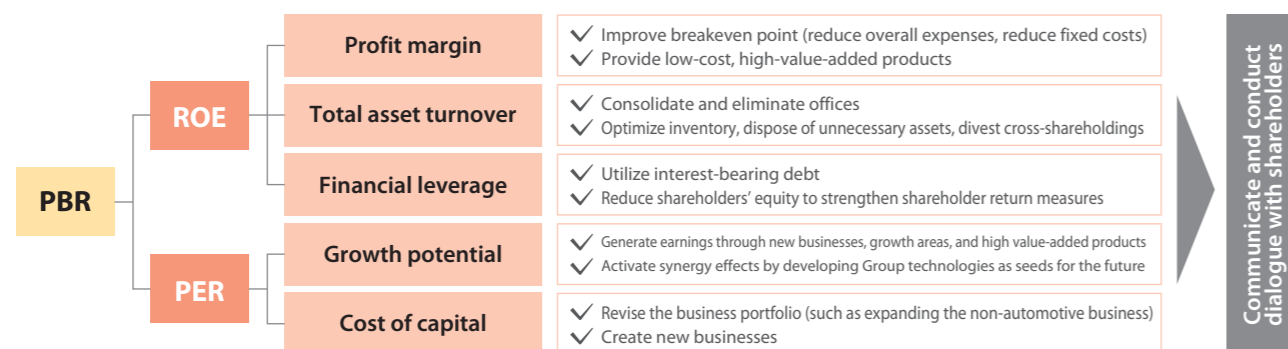 PBR
ROE
PER
Profit margin
Improve breakeven point (reduce overall expenses, reduce fixed costs)
Provide low-cost, high-value-added products
Total asset turnover
Consolidate and eliminate offices
Optimize inventory, dispose of unnecessary assets, divest cross-shareholdings
Financial leverage
Utilize interest-bearing debt
Reduce shareholders’ equity to strengthen shareholder return measures
Growth potential
Generate earnings through new businesses, growth areas, and high value-added products
Activate synergy effects by developing Group technologies as seeds for the future
Cost of capital
Revise the business portfolio (such as expanding the non-automotive business)
Create new businesses
Communicate and conduct
dialogue with shareholders